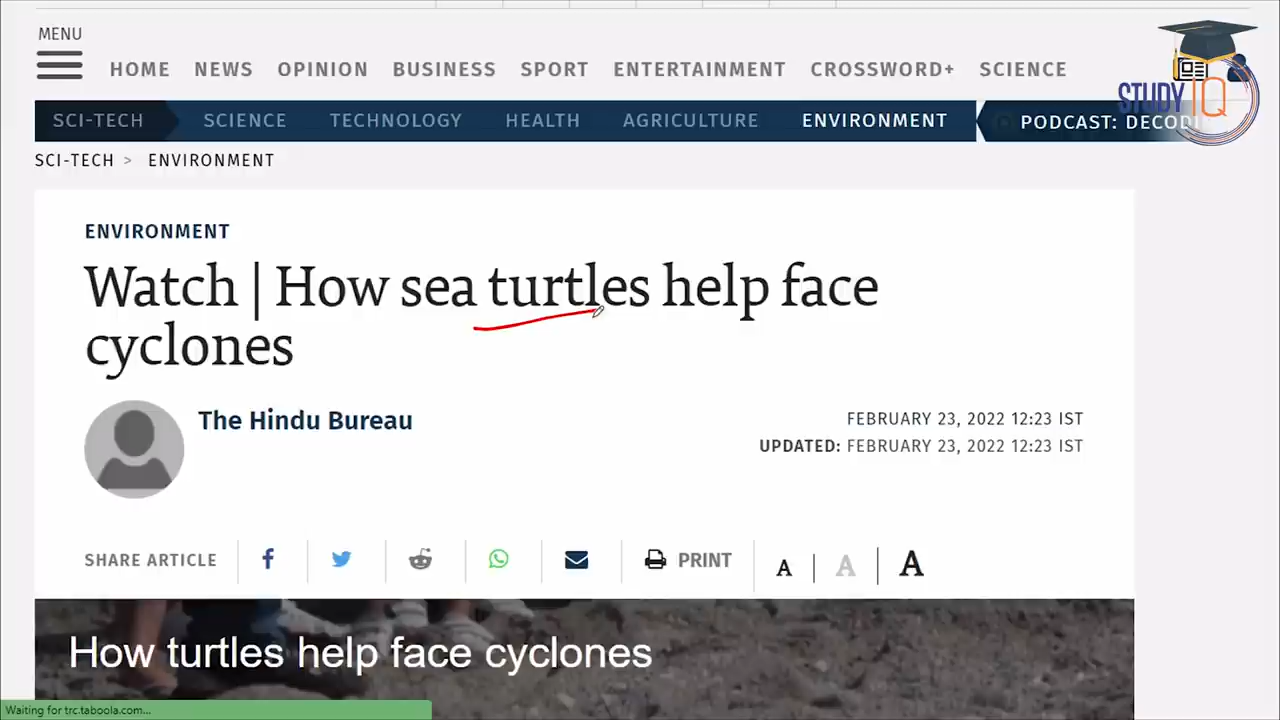 MENU
HOME NEWS OPINION BUSINESS SPORT ENTERTAINMENT CROSSWORD+ SCIENCE
STUDY IQ
SCI-TECH SCIENCE TECHNOLOGY HEALTH AGRICULTURE ENVIRONMENT PODCAST: DECODI
SCI-TECH > ENVIRONMENT
ENVIRONMENT
Watch | How sea turtles help face
cyclones
The Hindu Bureau
FEBRUARY 23, 2022 12:23 IST
UPDATED: FEBRUARY 23, 2022 12:23 IST
SHARE ARTICLE PRINT A A A
How turtles help face cyclones
Waiting for trc.taboola.com...